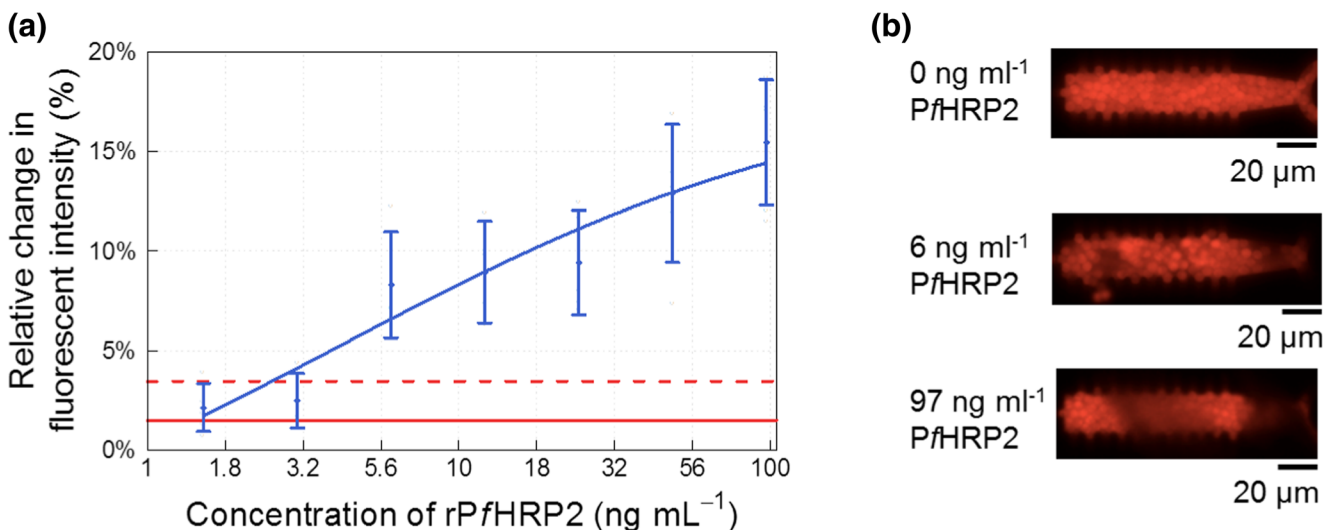 (a)
Relative change in
fluorescent intensity (%)
20%
15%
10%
5%
0%
1 1.8 3.2 5.6 10 18 32 56 100
Concentration of rPfHRP2 (ng mL⁻¹)
(b)
0 ng ml⁻¹
PfHRP2
20 μm
6 ng ml⁻¹
PfHRP2
20 μm
97 ng ml⁻¹
PfHRP2
20 μm